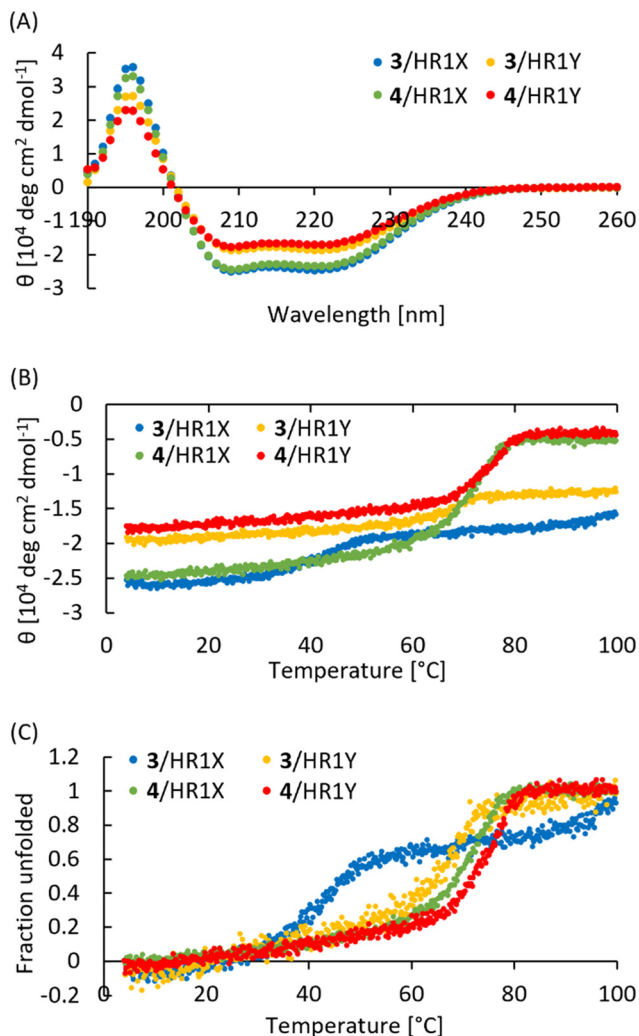 (A)
3/HR1X 3/HR1Y
4/HR1X 4/HR1Y
θ [10⁴ deg cm² dmol⁻¹]
4
3
2
1
0
-1
-2
-3
190 200 210 220 230 240 250 260
Wavelength [nm]
(B)
3/HR1X 3/HR1Y
4/HR1X 4/HR1Y
θ [10⁴ deg cm² dmol⁻¹]
0
-0.5
-1
-1.5
-2
-2.5
-3
0 20 40 60 80 100
Temperature [°C]
(C)
3/HR1X 3/HR1Y
4/HR1X 4/HR1Y
Fraction unfolded
1.2
1
0.8
0.6
0.4
0.2
0
-0.2
0 20 40 60 80 100
Temperature [°C]